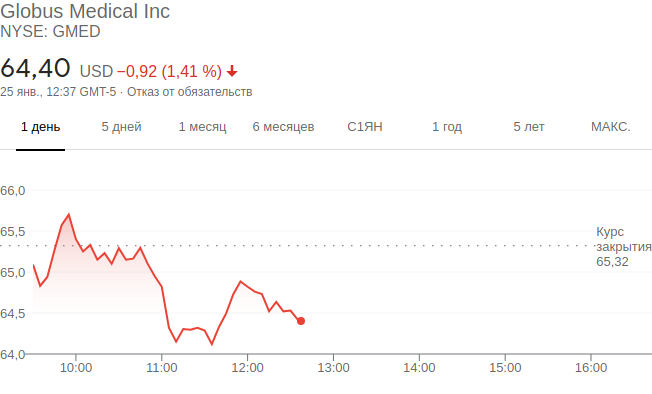 Globus Medical Inc
NYSE: GMED
64,40 USD −0,92 (1,41 %)
25 янв., 12:37 GMT-5 · Отказ от обязательств
1 день 5 дней 1 месяц 6 месяцев С1ЯН 1 год 5 лет МАКС.
66,0
65,5
Курс
закрытия
65,32
65,0
64,5
64,0
10:00 11:00 12:00 13:00 14:00 15:00 16:00